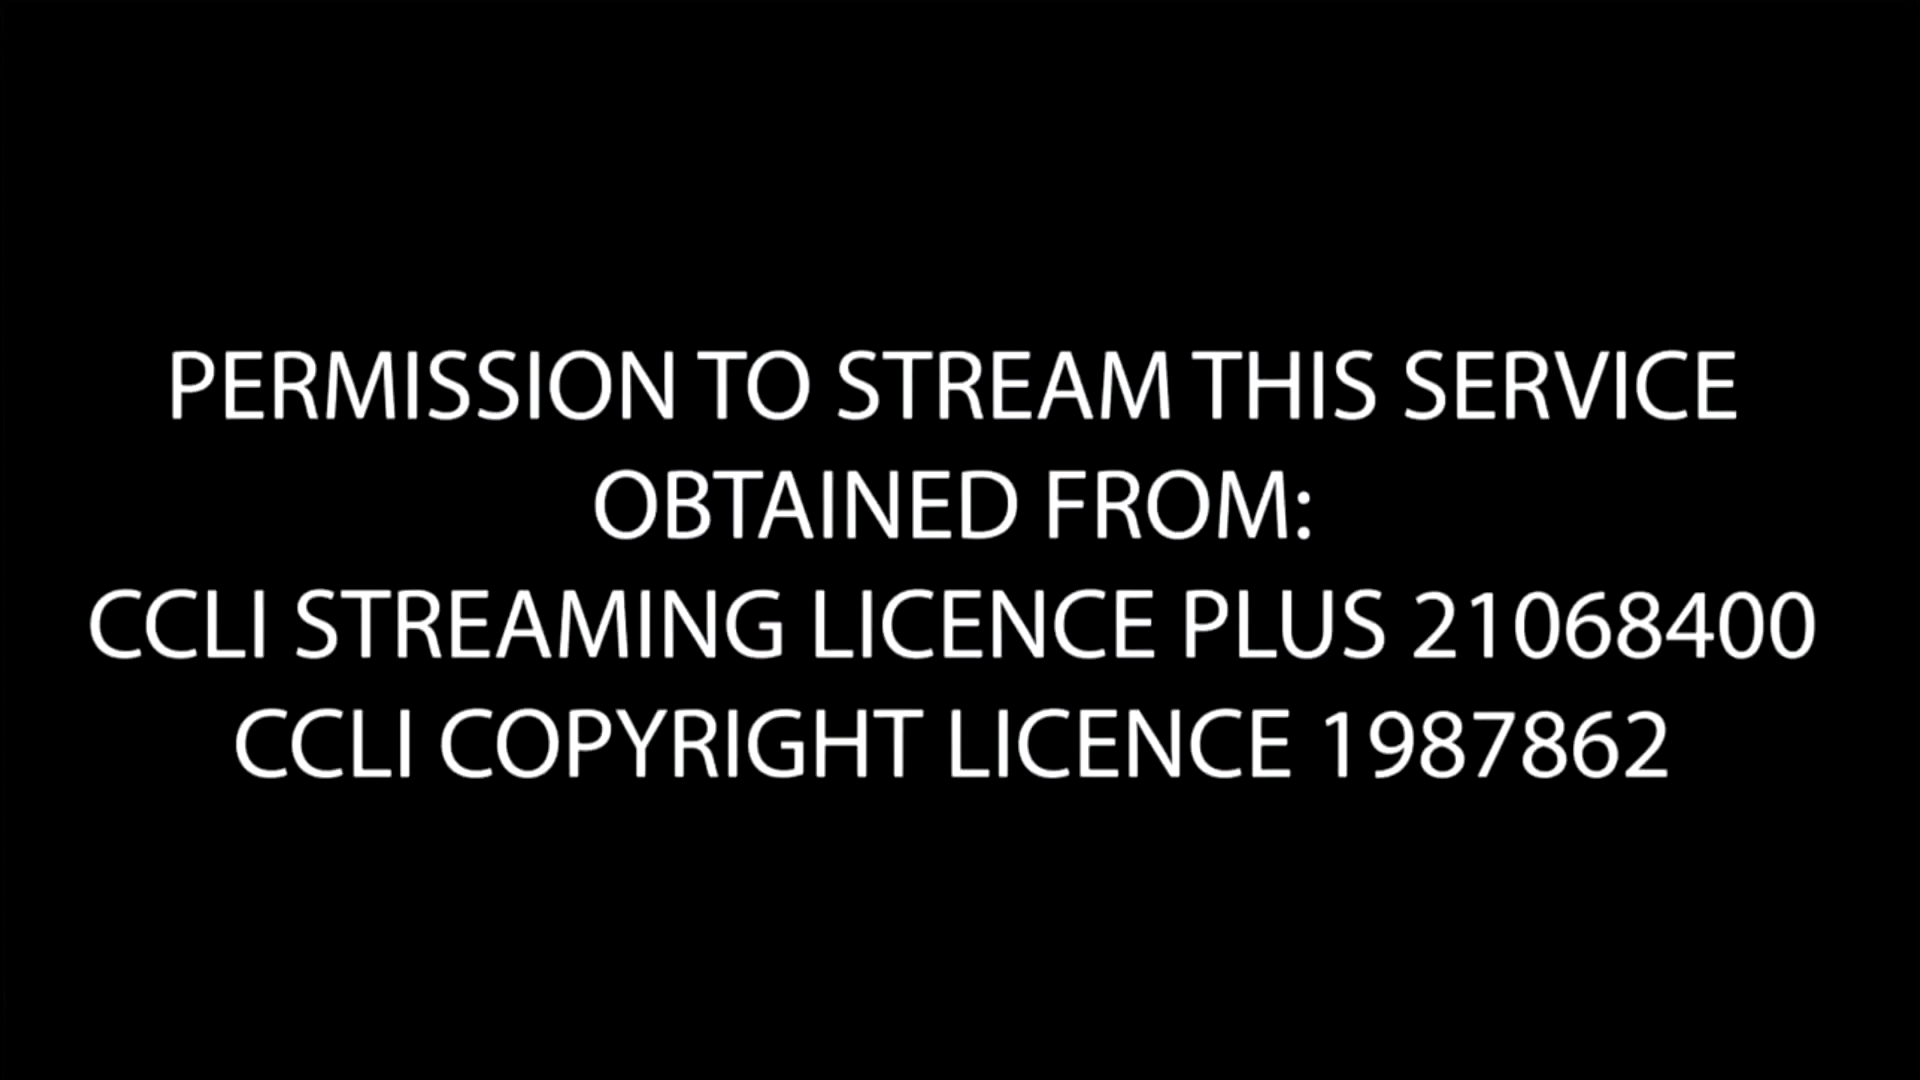 PERMISSION TO STREAM THIS SERVICE
OBTAINED FROM:
CCLI STREAMING LICENCE PLUS 21068400
CCLI COPYRIGHT LICENCE 1987862